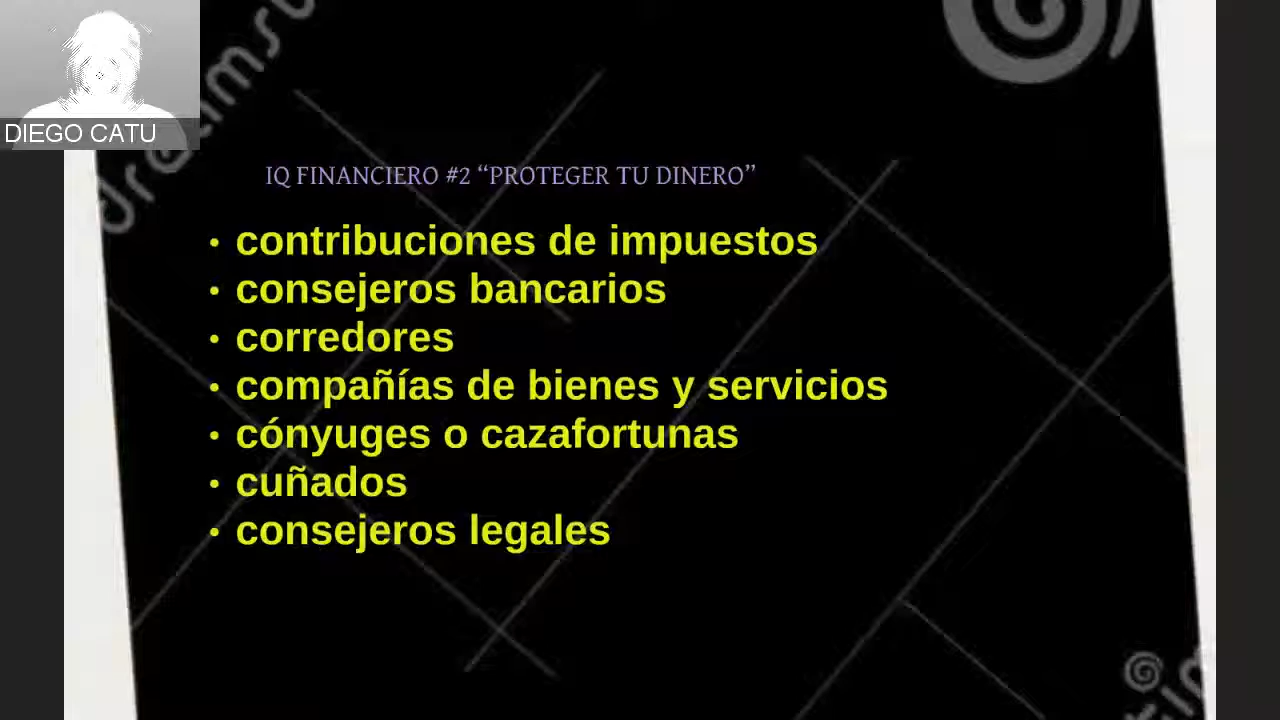 DIEGO CATU
dreamstime
IQ FINANCIERO #2 “PROTEGER TU DINERO”
• contribuciones de impuestos
• consejeros bancarios
• corredores
• compañías de bienes y servicios
• cónyuges o cazafortunas
• cuñados
• consejeros legales